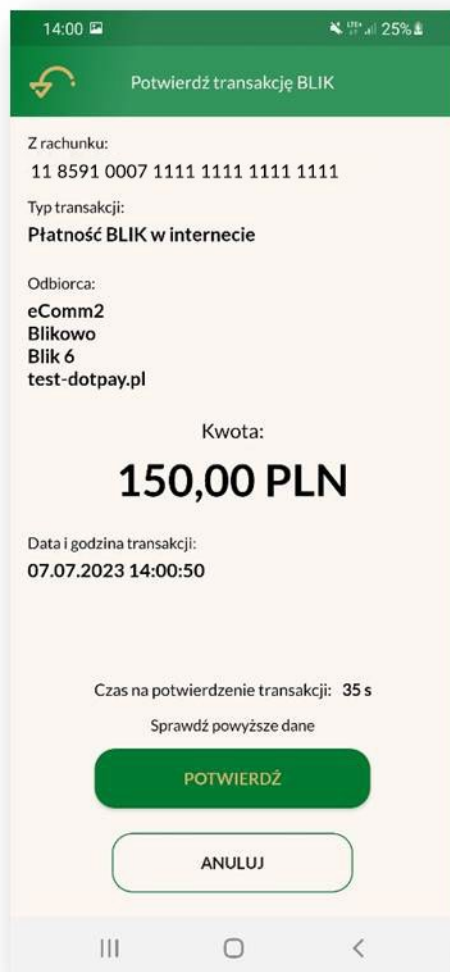 14:00 25%
Potwierdź transakcję BLIK
Z rachunku:
11 8591 0007 1111 1111 1111 1111
Typ transakcji:
Płatność BLIK w internecie
Odbiorca:
eComm2
Blikowo
Blik 6
test-dotpay.pl
Kwota:
150,00 PLN
Data i godzina transakcji:
07.07.2023 14:00:50
Czas na potwierdzenie transakcji: 35 s
Sprawdź powyższe dane
POTWIERDŹ
ANULUJ